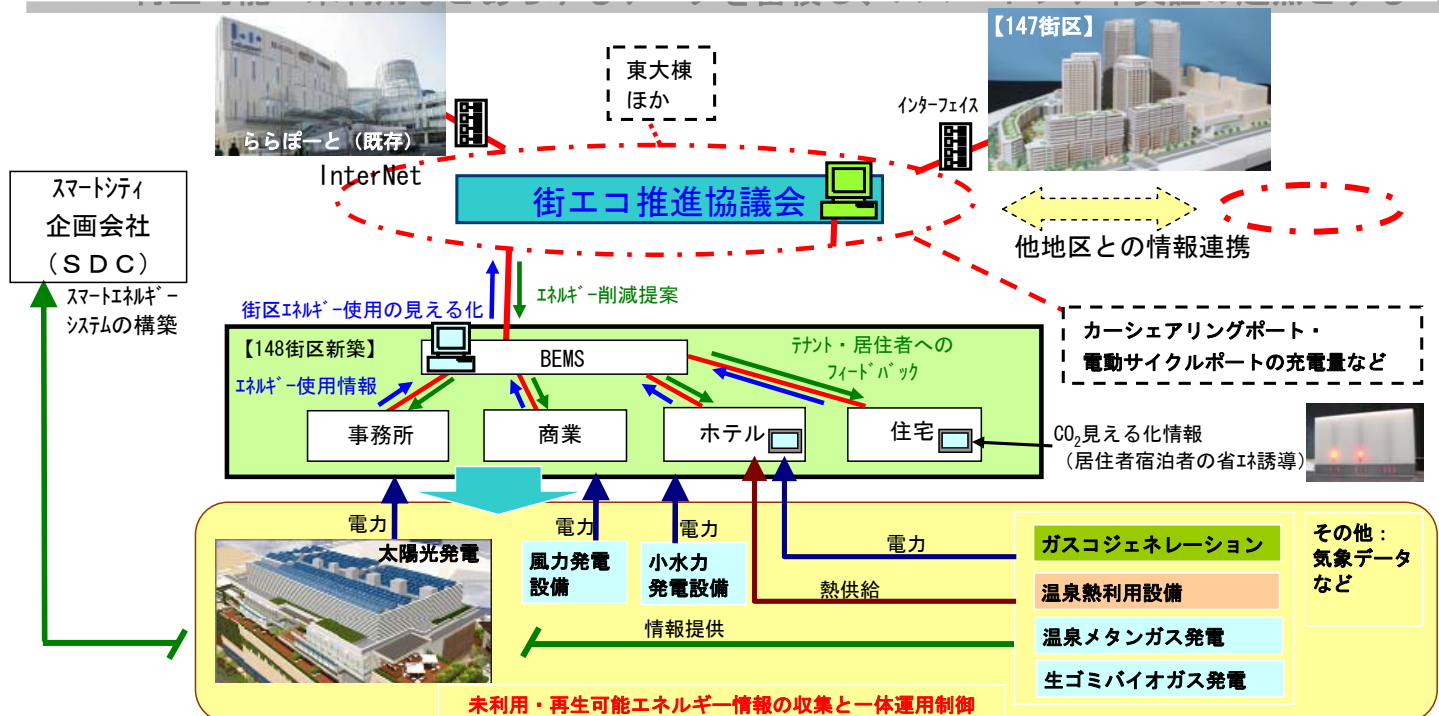 【147街区】
東大棟
ほか
インターフェイス
ららぽーと（既存）
InterNet
街エコ推進協議会
スマートシティ
企画会社
（ＳＤＣ）
他地区との情報連携
スマートエネルギー
システムの構築
街区エネルギー使用の見える化
エネルギー削減提案
カーシェアリングポート・
電動サイクルポートの充電量など
【148街区新築】
BEMS
テナント・居住者への
フィードバック
エネルギー使用情報
事務所
商業
ホテル
住宅
CO₂見える化情報
（居住者宿泊者の省エネ誘導）
電力
電力
電力
電力
太陽光発電
風力発電
設備
小水力
発電設備
熱供給
情報提供
ガスコジェネレーション
温泉熱利用設備
温泉メタンガス発電
生ゴミバイオガス発電
その他：
気象データ
など
未利用・再生可能エネルギー情報の収集と一体運用制御